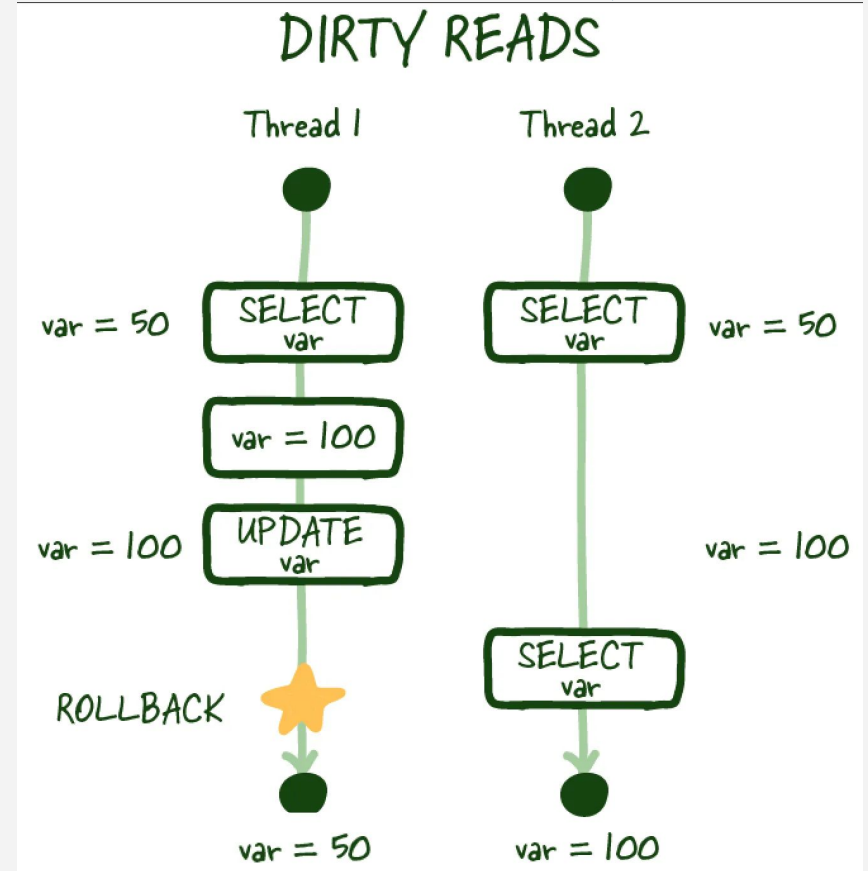 DIRTY READS
Thread 1
Thread 2
var = 50
SELECT
var
SELECT
var
var = 50
var = 100
var = 100
UPDATE
var
var = 100
SELECT
var
ROLLBACK
var = 50
var = 100